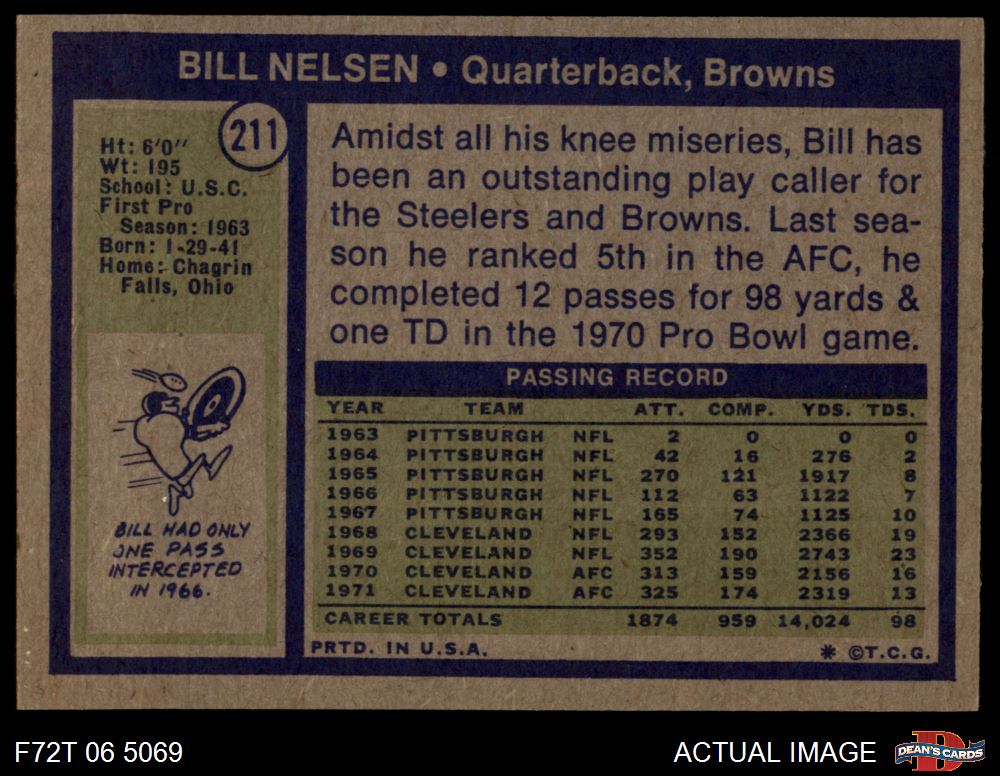 BILL NELSEN • Quarterback, Browns
211
Ht: 6'0"
Wt: 195
School: U.S.C.
First Pro
Season: 1963
Born: 1-29-41
Home: Chagrin
Falls, Ohio
BILL HAD ONLY
ONE PASS
INTERCEPTED
IN 1966.
Amidst all his knee miseries, Bill has
been an outstanding play caller for
the Steelers and Browns. Last sea-
son he ranked 5th in the AFC, he
completed 12 passes for 98 yards &
one TD in the 1970 Pro Bowl game.
PASSING RECORD
YEAR TEAM ATT. COMP. YDS. TDS.
1963 PITTSBURGH NFL 2 0 0 0
1964 PITTSBURGH NFL 42 16 276 2
1965 PITTSBURGH NFL 270 121 1917 8
1966 PITTSBURGH NFL 112 63 1122 7
1967 PITTSBURGH NFL 165 74 1125 10
1968 CLEVELAND NFL 293 152 2366 19
1969 CLEVELAND NFL 352 190 2743 23
1970 CLEVELAND AFC 313 159 2156 16
1971 CLEVELAND AFC 325 174 2319 13
CAREER TOTALS 1874 959 14,024 98
PRTD. IN U.S.A. * ©T.C.G.
F72T 06 5069 ACTUAL IMAGE D DEAN'S CARDS